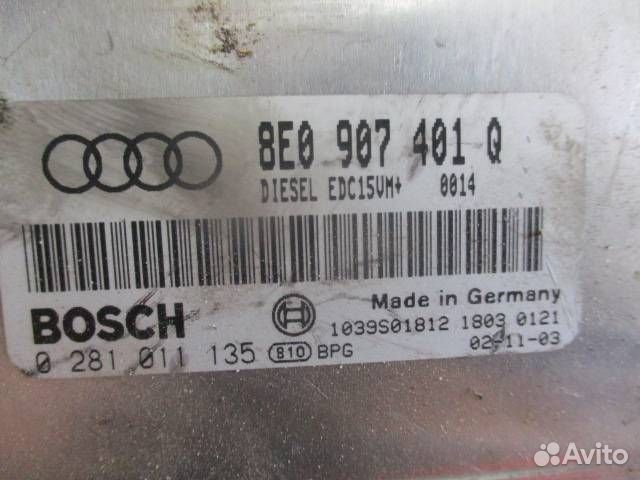 8E0 907 401 Q
DIESEL EDC15VM+ 0014
BOSCH
Made in Germany
1039S01812 1803 0121
0 281 011 135 810 BPG
02-11-03
Avito